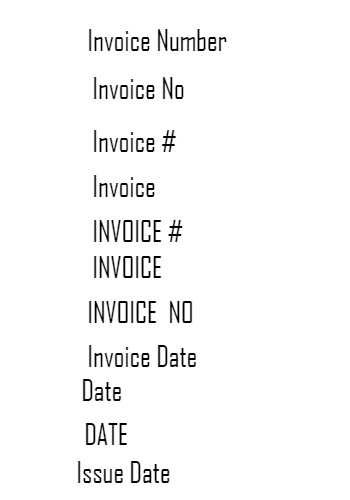 Invoice Number
Invoice No
Invoice #
Invoice
INVOICE #
INVOICE
INVOICE NO
Invoice Date
Date
DATE
Issue Date